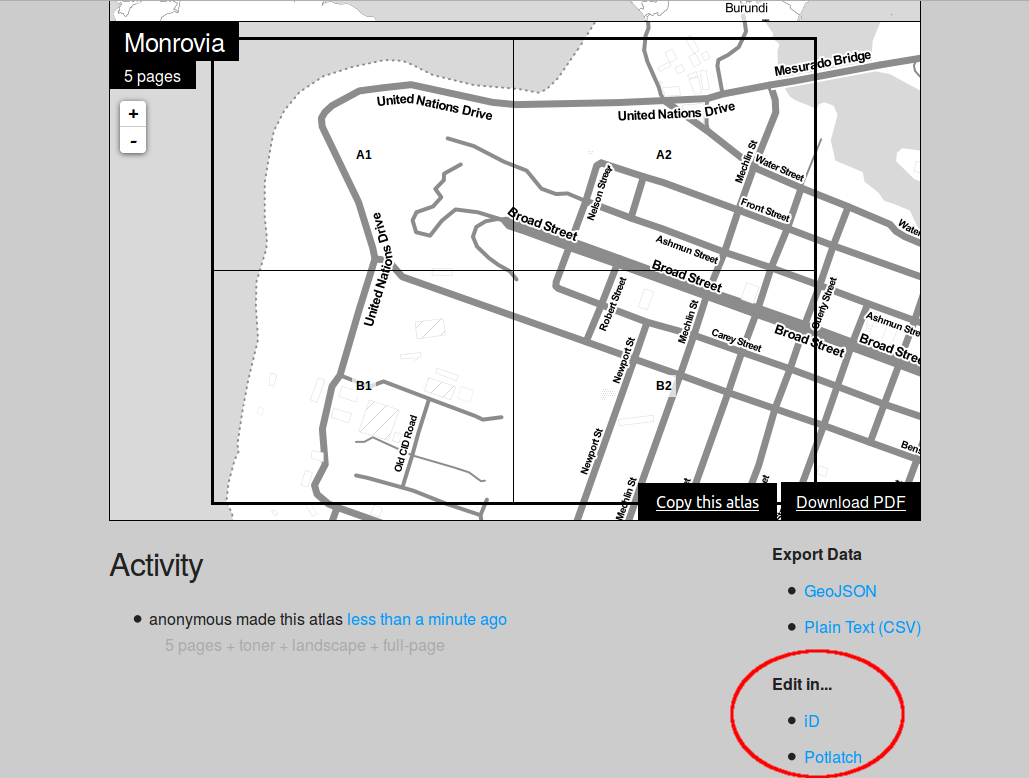 Burundi
Monrovia
5 pages
+
-
Mesurado Bridge
United Nations Drive
United Nations Drive
A1
A2
Mechlin St
Water Street
Nelson Street
Front Street
Broad Street
Water
United Nations Drive
Ashmun Street
Broad Street
Robert Street
Mechlin St
Guerly Street
Ashmun Stre
Carey Street
Broad Street
Broad Stree
Newport St
B1
B2
Old CID Road
Newport St
Bens
Mechlin St
Copy this atlas
Download PDF
Activity
Export Data
• GeoJSON
• anonymous made this atlas less than a minute ago
• Plain Text (CSV)
5 pages + toner + landscape + full-page
Edit in...
• iD
• Potlatch